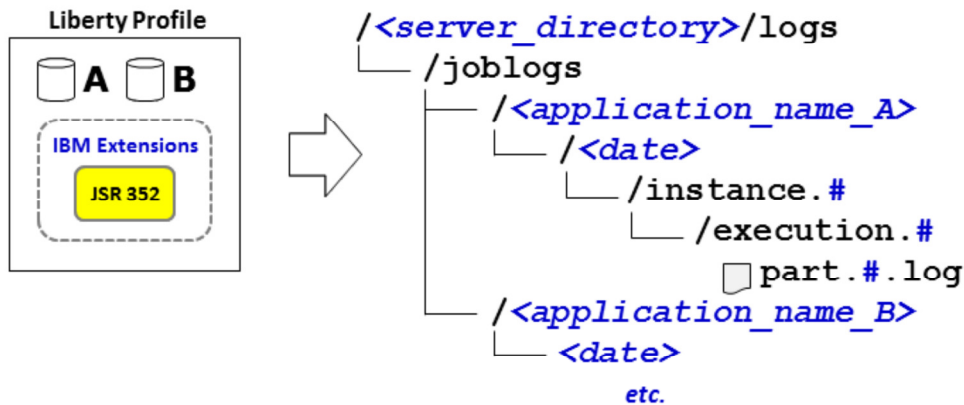 Liberty Profile
A B
IBM Extensions
JSR 352
/<server_directory>/logs
/joblogs
/<application_name_A>
/<date>
/instance.#
/execution.#
part.#.log
/<application_name_B>
<date>
etc.